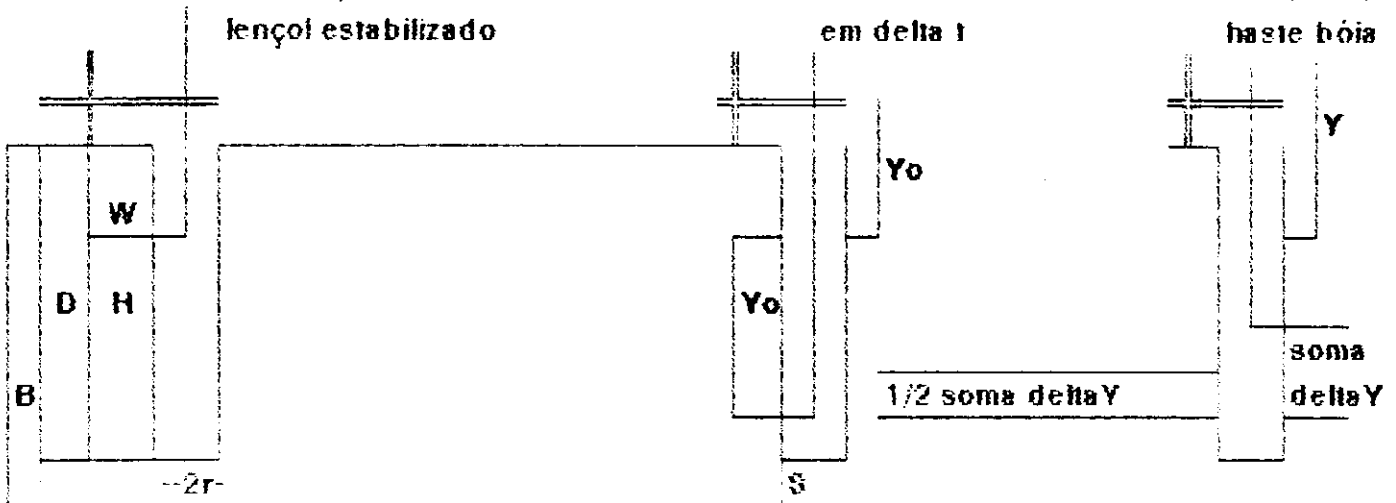 lençol estabilizado
em delta t
haste bóia
Y
Yo
W
D
H
Yo
soma
B
1/2 soma deltaY
deltaY
--2r-
S